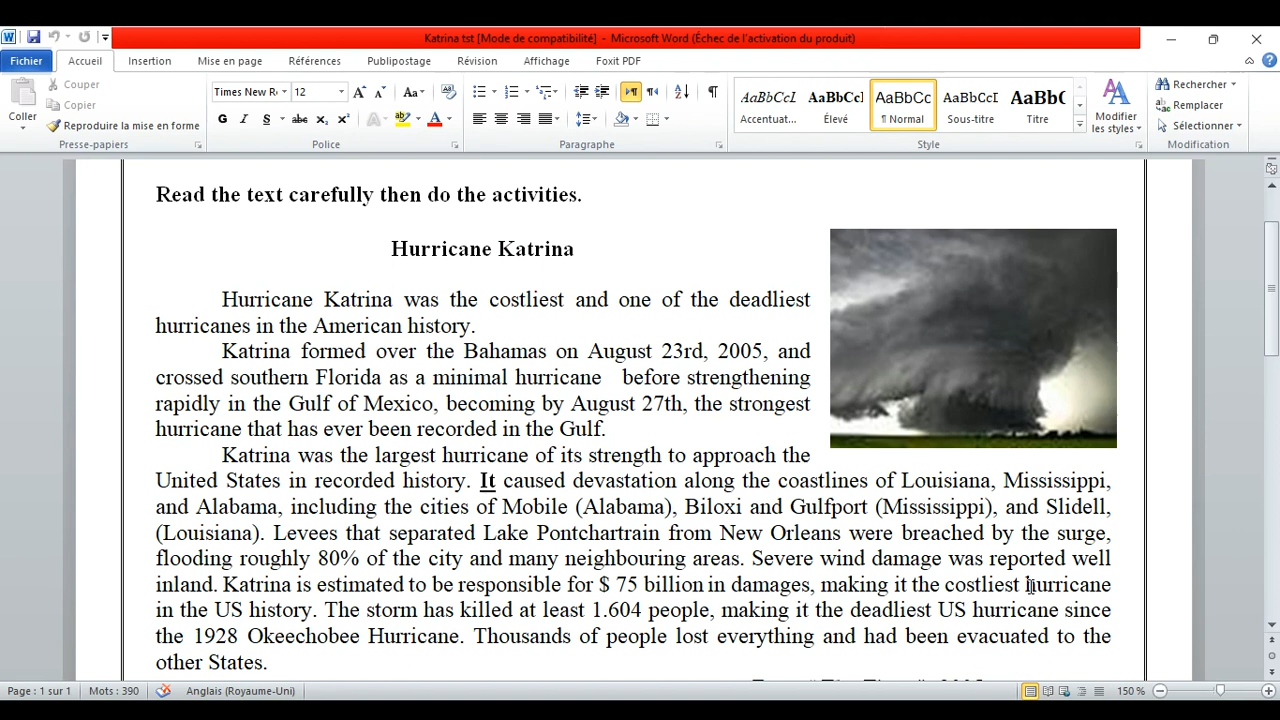 Katrina tst [Mode de compatibilité] - Microsoft Word (Échec de l'activation du produit)
Fichier Accueil Insertion Mise en page Références Publipostage Révision Affichage Foxit PDF
Coller
Couper
Copier
Reproduire la mise en forme
Presse-papiers
Times New R 12 Aa
G I S abc x₂ x² A ab A
Police
Paragraphe
AaBbCcL AaBbCc AaBbCc AaBbCcD AaBbC
Accentuat... Élevé ¶ Normal Sous-titre Titre
Modifier
les styles
Style
Rechercher
Remplacer
Sélectionner
Modification
Read the text carefully then do the activities.
Hurricane Katrina
Hurricane Katrina was the costliest and one of the deadliest
hurricanes in the American history.
Katrina formed over the Bahamas on August 23rd, 2005, and
crossed southern Florida as a minimal hurricane before strengthening
rapidly in the Gulf of Mexico, becoming by August 27th, the strongest
hurricane that has ever been recorded in the Gulf.
Katrina was the largest hurricane of its strength to approach the
United States in recorded history. It caused devastation along the coastlines of Louisiana, Mississippi,
and Alabama, including the cities of Mobile (Alabama), Biloxi and Gulfport (Mississippi), and Slidell,
(Louisiana). Levees that separated Lake Pontchartrain from New Orleans were breached by the surge,
flooding roughly 80% of the city and many neighbouring areas. Severe wind damage was reported well
inland. Katrina is estimated to be responsible for $ 75 billion in damages, making it the costliest hurricane
in the US history. The storm has killed at least 1.604 people, making it the deadliest US hurricane since
the 1928 Okeechobee Hurricane. Thousands of people lost everything and had been evacuated to the
other States.
Page : 1 sur 1 Mots : 390 Anglais (Royaume-Uni) 150 %